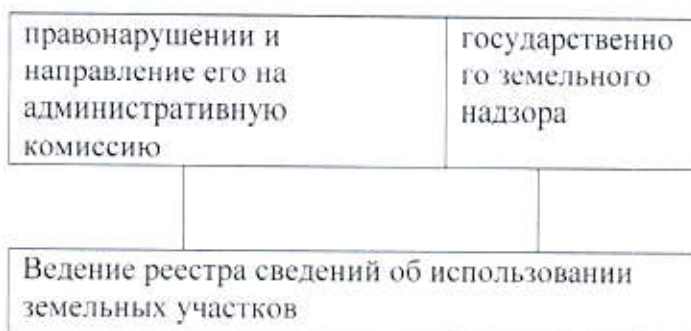 правонарушении и
направление его на
административную
комиссию
государственно
го земельного
надзора
Ведение реестра сведений об использовании
земельных участков